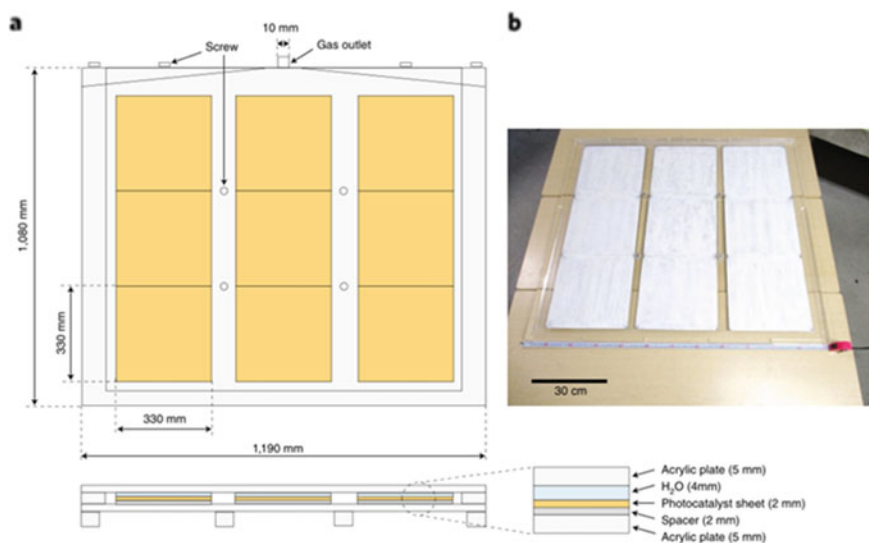 a
b
10 mm
Screw
Gas outlet
1,080 mm
330 mm
330 mm
1,190 mm
30 cm
Acrylic plate (5 mm)
H₂O (4mm)
Photocatalyst sheet (2 mm)
Spacer (2 mm)
Acrylic plate (5 mm)